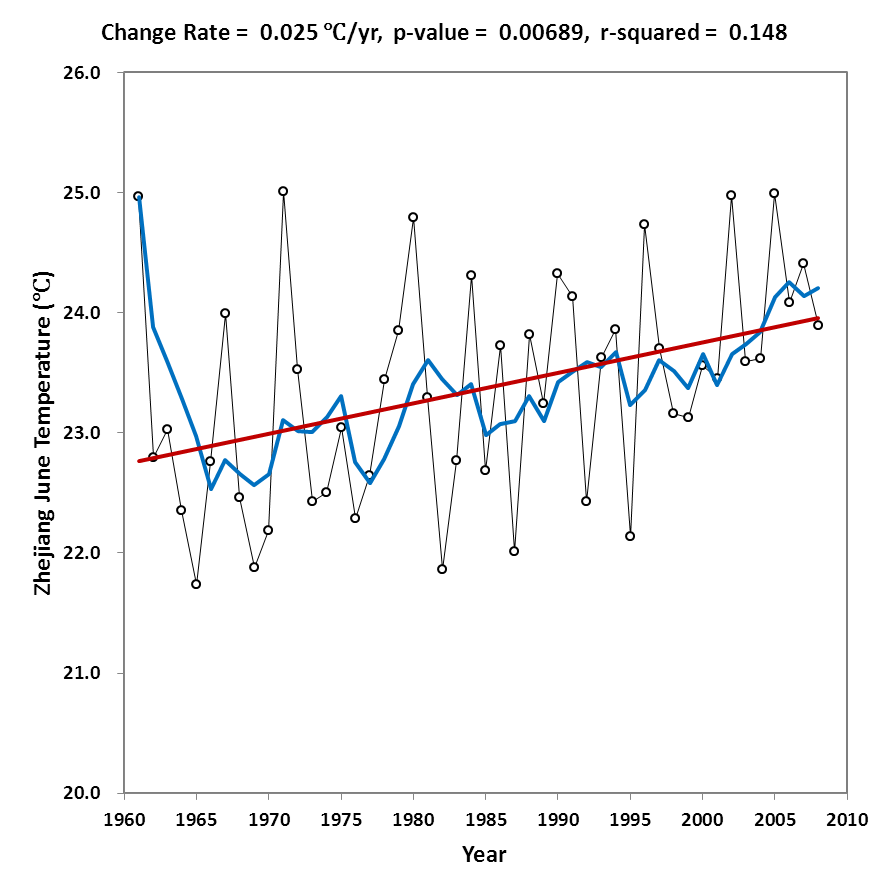 Change Rate = 0.025 ℃/yr, p-value = 0.00689, r-squared = 0.148
26.0
25.0
24.0
23.0
22.0
21.0
20.0
Zhejiang June Temperature (℃)
1960 1965 1970 1975 1980 1985 1990 1995 2000 2005 2010
Year